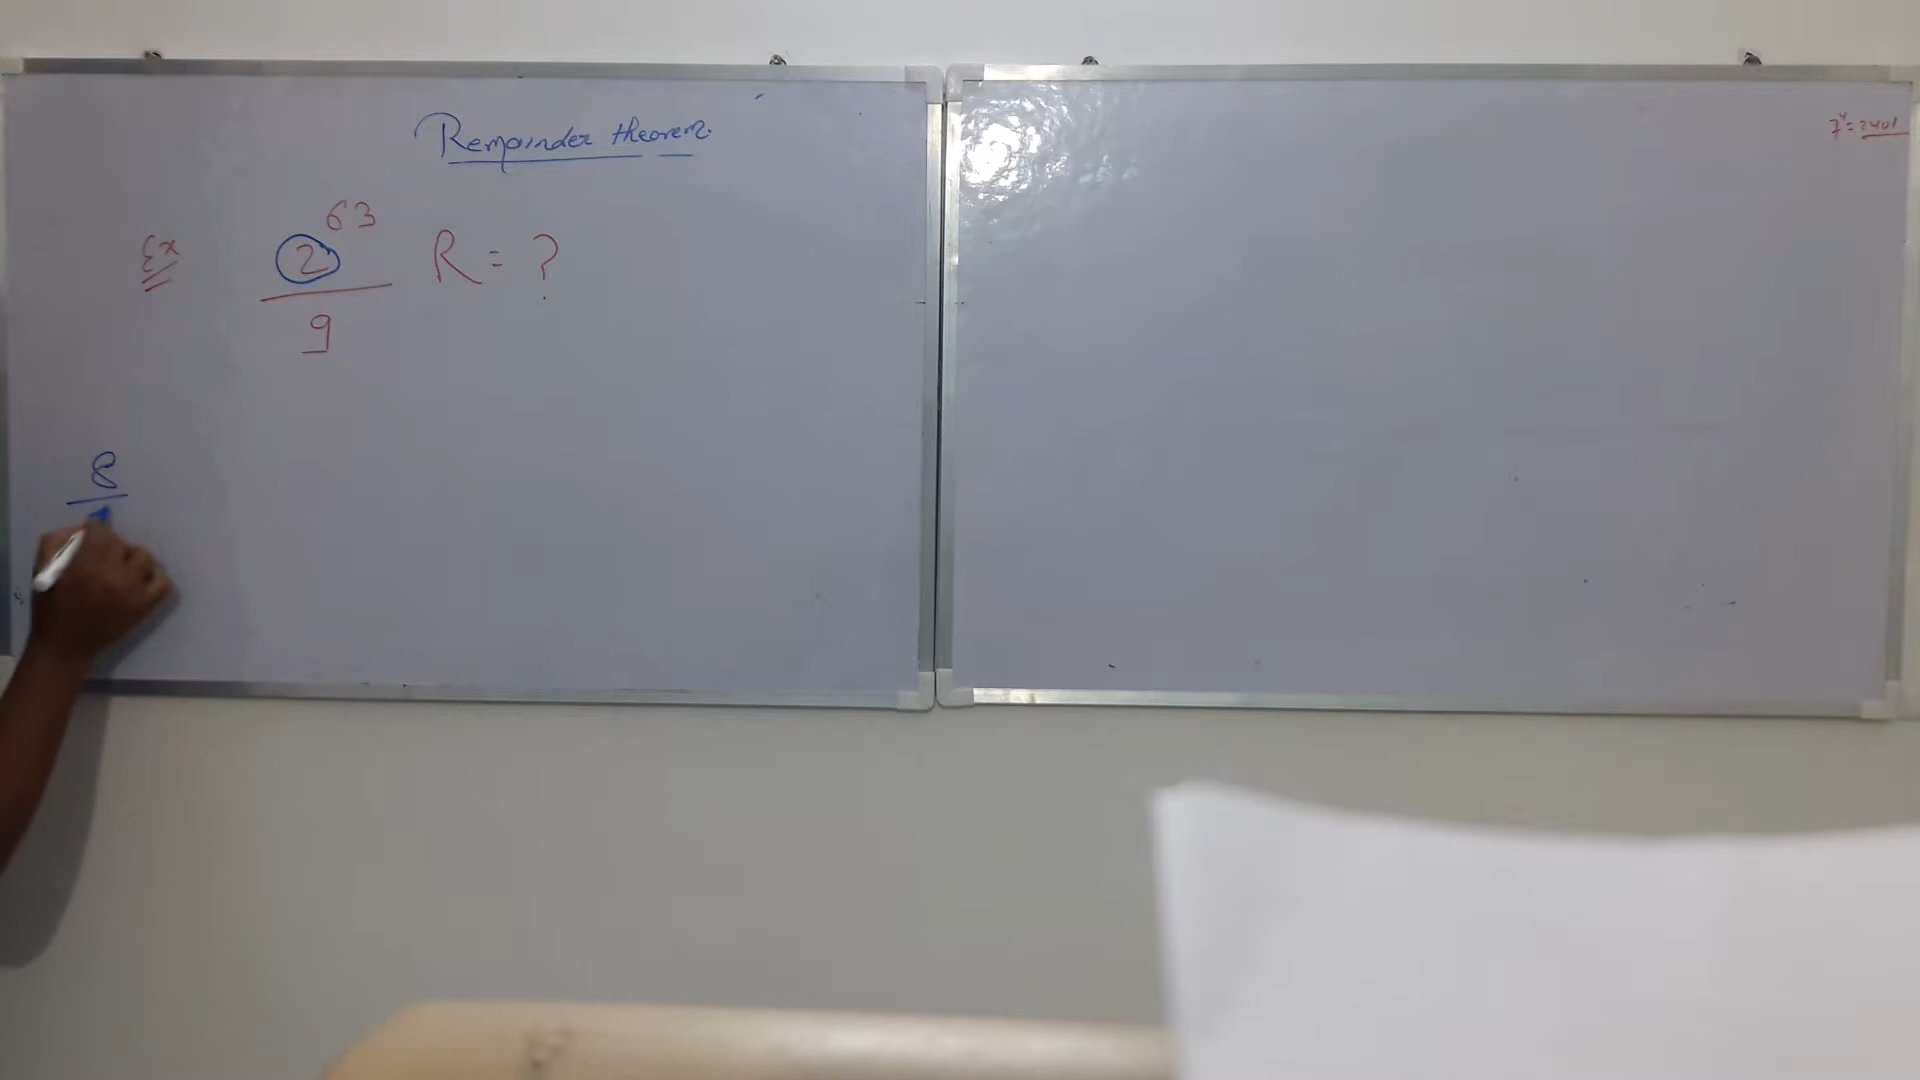 Remainder theorem.
Ex 2^63 / 9 R = ?
8
7^4 = 2401